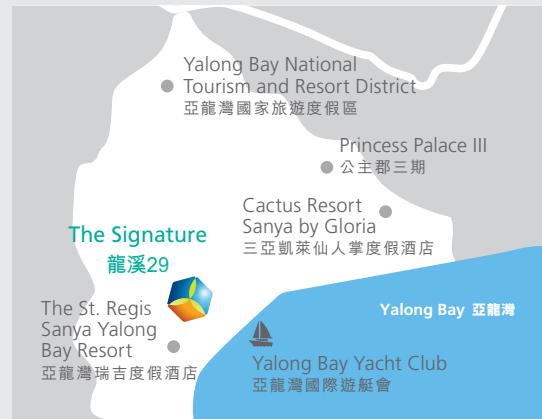 Yalong Bay National
Tourism and Resort District
亞龍灣國家旅遊度假區
Princess Palace III
公主郡三期
Cactus Resort
Sanya by Gloria
三亞凱萊仙人掌度假酒店
The Signature
龍溪29
The St. Regis
Sanya Yalong
Bay Resort
亞龍灣瑞吉度假酒店
Yalong Bay 亞龍灣
Yalong Bay Yacht Club
亞龍灣國際遊艇會